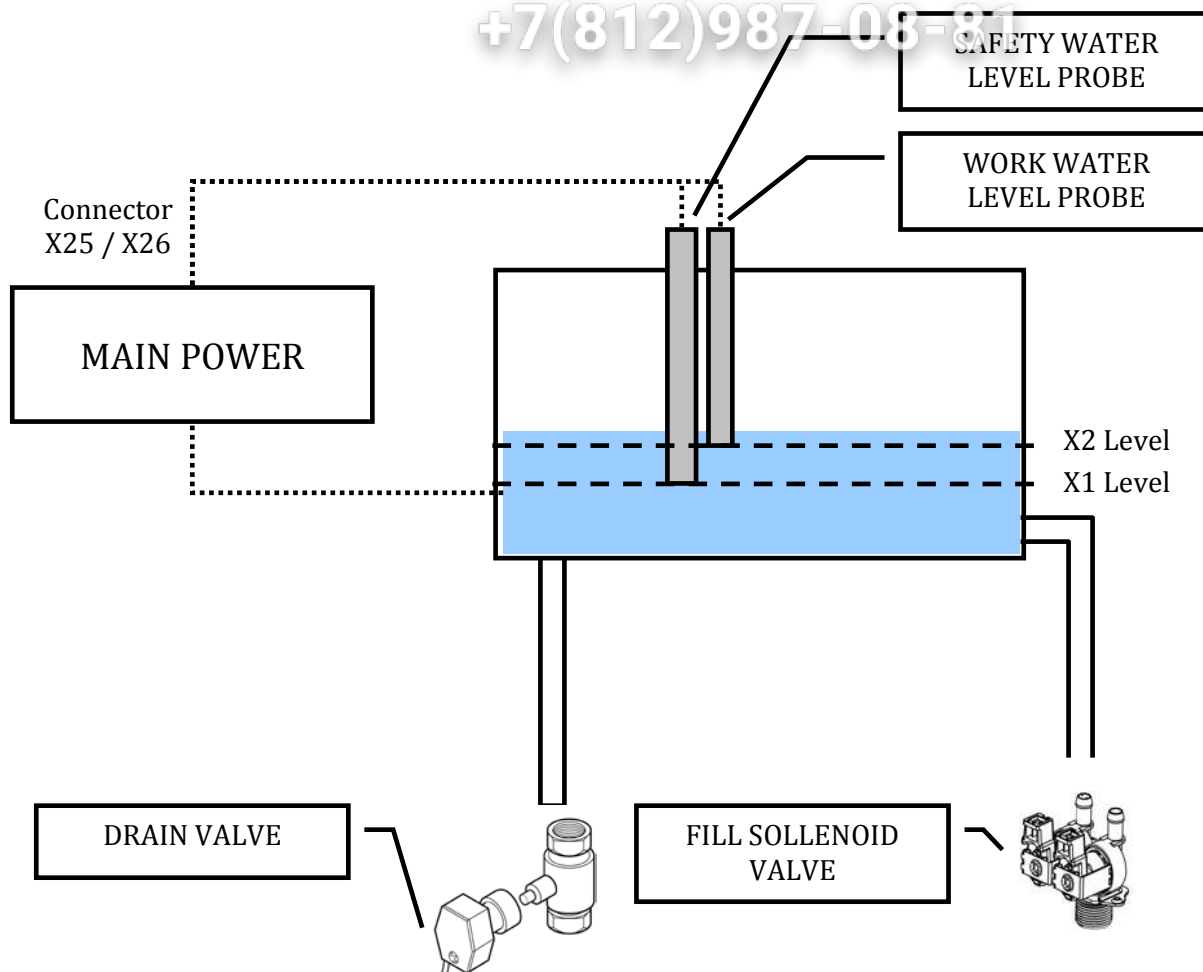 +7(812)987-08-81
SAFETY WATER
LEVEL PROBE
WORK WATER
LEVEL PROBE
Connector
X25 / X26
MAIN POWER
X2 Level
X1 Level
DRAIN VALVE
FILL SOLLENOID
VALVE